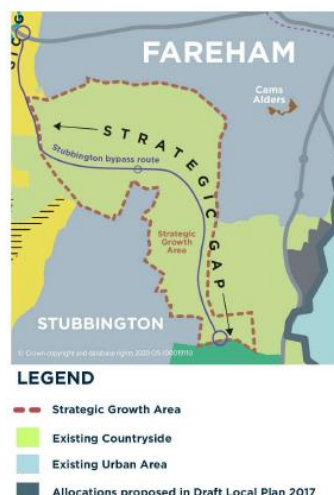 FAREHAM
Cams
Alders
STRATEGIC GAP
Stubbington bypass route
Strategic
Growth
Area
STUBBINGTON
© Crown copyright and database rights 2020 OS
LEGEND
Strategic Growth Area
Existing Countryside
Existing Urban Area
Allocations proposed in Draft Local Plan 2017